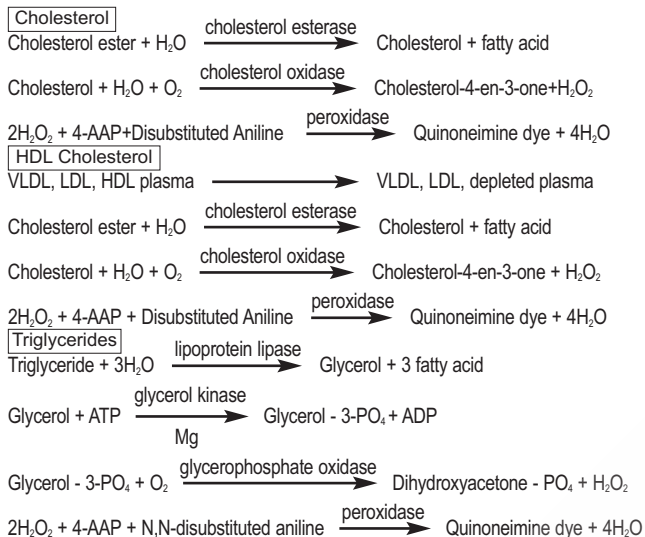 Cholesterol
Cholesterol ester + H₂O cholesterol esterase Cholesterol + fatty acid
Cholesterol + H₂O + O₂ cholesterol oxidase Cholesterol-4-en-3-one+H₂O₂
2H₂O₂ + 4-AAP+Disubstituted Aniline peroxidase Quinoneimine dye + 4H₂O
HDL Cholesterol
VLDL, LDL, HDL plasma VLDL, LDL, depleted plasma
Cholesterol ester + H₂O cholesterol esterase Cholesterol + fatty acid
Cholesterol + H₂O + O₂ cholesterol oxidase Cholesterol-4-en-3-one + H₂O₂
2H₂O₂ + 4-AAP + Disubstituted Aniline peroxidase Quinoneimine dye + 4H₂O
Triglycerides
Triglyceride + 3H₂O lipoprotein lipase Glycerol + 3 fatty acid
Glycerol + ATP glycerol kinase Glycerol - 3-PO₄ + ADP
Mg
Glycerol - 3-PO₄ + O₂ glycerophosphate oxidase Dihydroxyacetone - PO₄ + H₂O₂
2H₂O₂ + 4-AAP + N,N-disubstituted aniline peroxidase Quinoneimine dye + 4H₂O